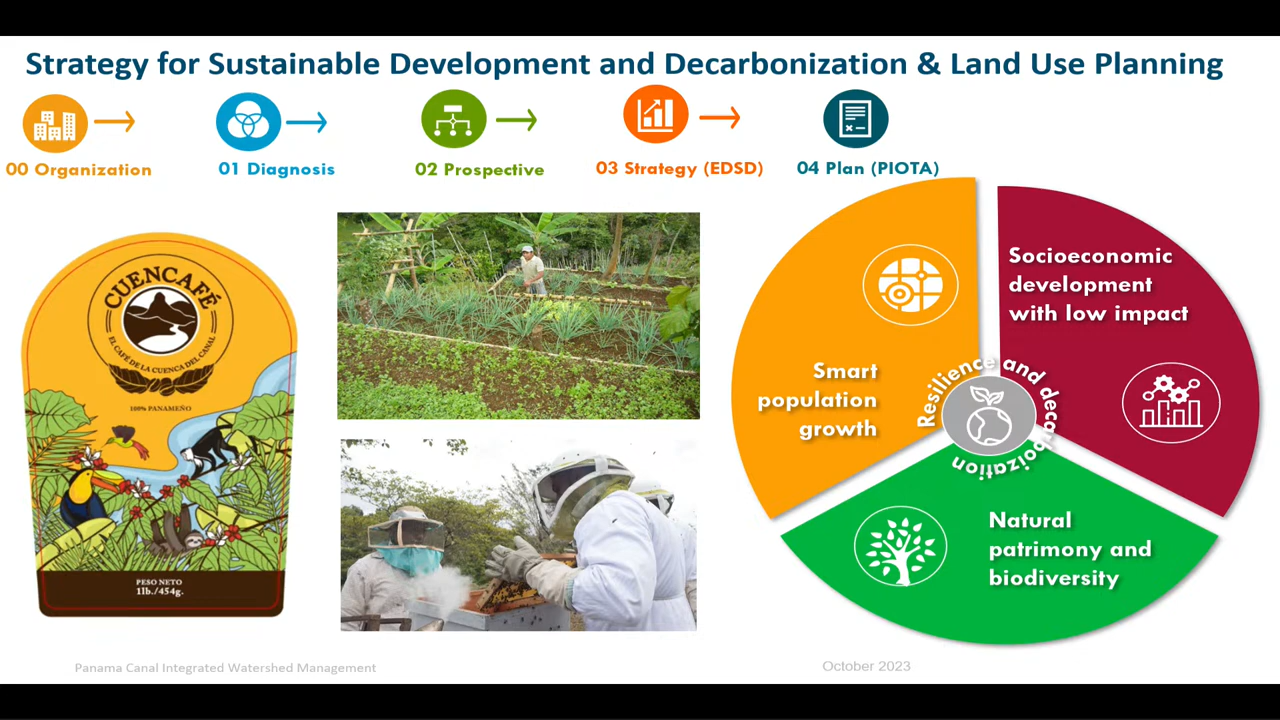 Strategy for Sustainable Development and Decarbonization & Land Use Planning
00 Organization
01 Diagnosis
02 Prospective
03 Strategy (EDSD)
04 Plan (PIOTA)
CUENCAFÉ
EL CAFÉ DE LA CUENCA DEL CANAL
100% PANAMEÑO
PESO NETO
1lb./454g.
Smart
population
growth
Socioeconomic
development
with low impact
Resilience and decarbonization
Natural
patrimony and
biodiversity
Panama Canal Integrated Watershed Management
October 2023